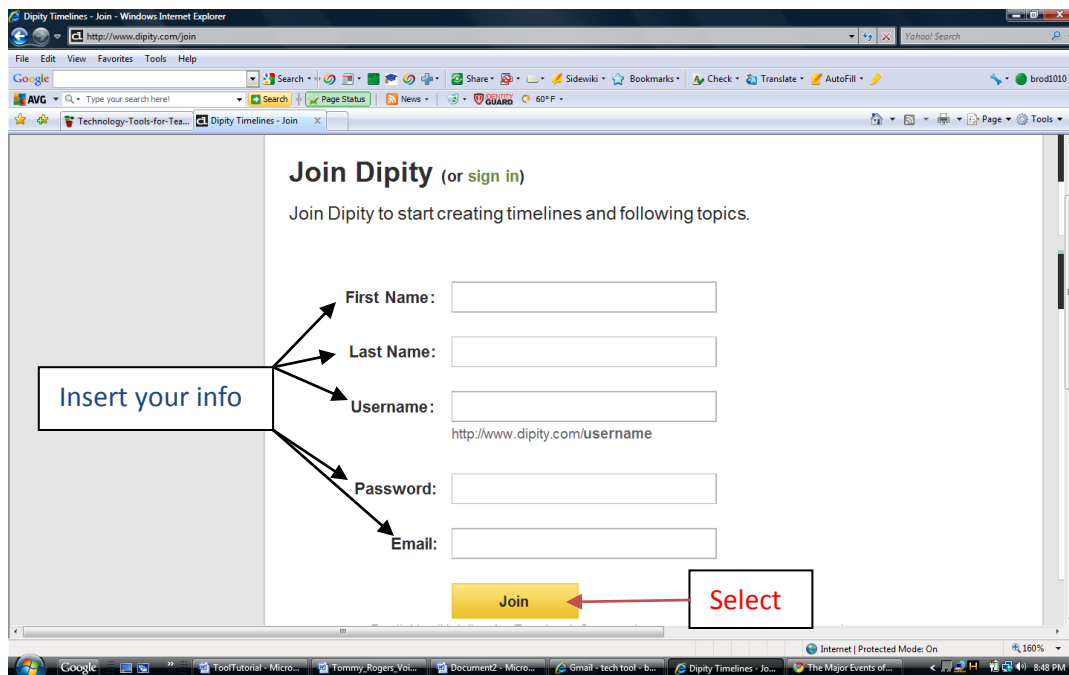 Dipity Timelines - Join - Windows Internet Explorer
http://www.dipity.com/join
Yahoo! Search
File Edit View Favorites Tools Help
Google Search Share Sidewiki Bookmarks Check Translate AutoFill brod1010
AVG Type your search here! Search Page Status News IDENTITY GUARD 60°F
Technology-Tools-for-Tea... Dipity Timelines - Join x Page Tools
Join Dipity (or sign in)
Join Dipity to start creating timelines and following topics.
First Name:
Last Name:
Insert your info
Username:
http://www.dipity.com/username
Password:
Email:
Join
Select
Internet | Protected Mode: On 160%
Google ToolTutorial - Micro... Tommy_Rogers_Voi... Document2 - Micro... Gmail - tech tool - b... Dipity Timelines - Jo... The Major Events of... 8:48 PM